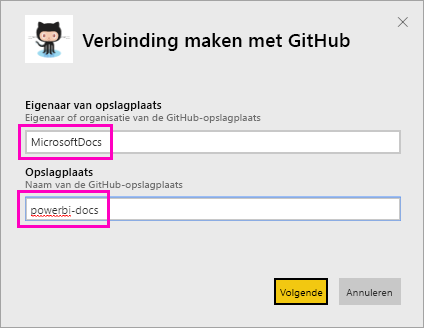 Verbinding maken met GitHub
Eigenaar van opslagplaats
Eigenaar of organisatie van de GitHub-opslagplaats
MicrosoftDocs
Opslagplaats
Naam van de GitHub-opslagplaats
powerbi-docs
Volgende
Annuleren